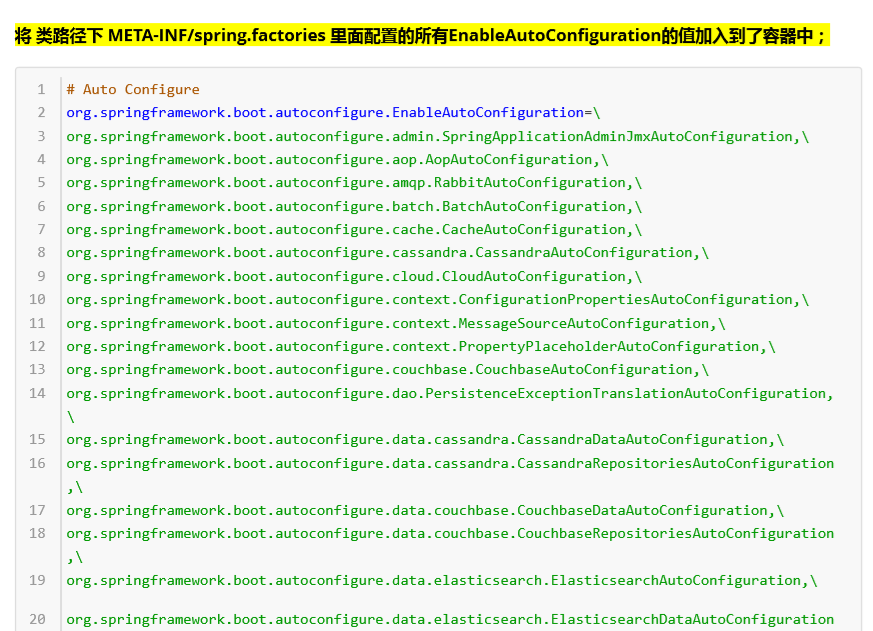 将 类路径下 META-INF/spring.factories 里面配置的所有EnableAutoConfiguration的值加入到了容器中；
1 # Auto Configure
2 org.springframework.boot.autoconfigure.EnableAutoConfiguration=\
3 org.springframework.boot.autoconfigure.admin.SpringApplicationAdminJmxAutoConfiguration,\
4 org.springframework.boot.autoconfigure.aop.AopAutoConfiguration,\
5 org.springframework.boot.autoconfigure.amqp.RabbitAutoConfiguration,\
6 org.springframework.boot.autoconfigure.batch.BatchAutoConfiguration,\
7 org.springframework.boot.autoconfigure.cache.CacheAutoConfiguration,\
8 org.springframework.boot.autoconfigure.cassandra.CassandraAutoConfiguration,\
9 org.springframework.boot.autoconfigure.cloud.CloudAutoConfiguration,\
10 org.springframework.boot.autoconfigure.context.ConfigurationPropertiesAutoConfiguration,\
11 org.springframework.boot.autoconfigure.context.MessageSourceAutoConfiguration,\
12 org.springframework.boot.autoconfigure.context.PropertyPlaceholderAutoConfiguration,\
13 org.springframework.boot.autoconfigure.couchbase.CouchbaseAutoConfiguration,\
14 org.springframework.boot.autoconfigure.dao.PersistenceExceptionTranslationAutoConfiguration,
\
15 org.springframework.boot.autoconfigure.data.cassandra.CassandraDataAutoConfiguration,\
16 org.springframework.boot.autoconfigure.data.cassandra.CassandraRepositoriesAutoConfiguration
,\
17 org.springframework.boot.autoconfigure.data.couchbase.CouchbaseDataAutoConfiguration,\
18 org.springframework.boot.autoconfigure.data.couchbase.CouchbaseRepositoriesAutoConfiguration
,\
19 org.springframework.boot.autoconfigure.data.elasticsearch.ElasticsearchAutoConfiguration,\
20 org.springframework.boot.autoconfigure.data.elasticsearch.ElasticsearchDataAutoConfiguration